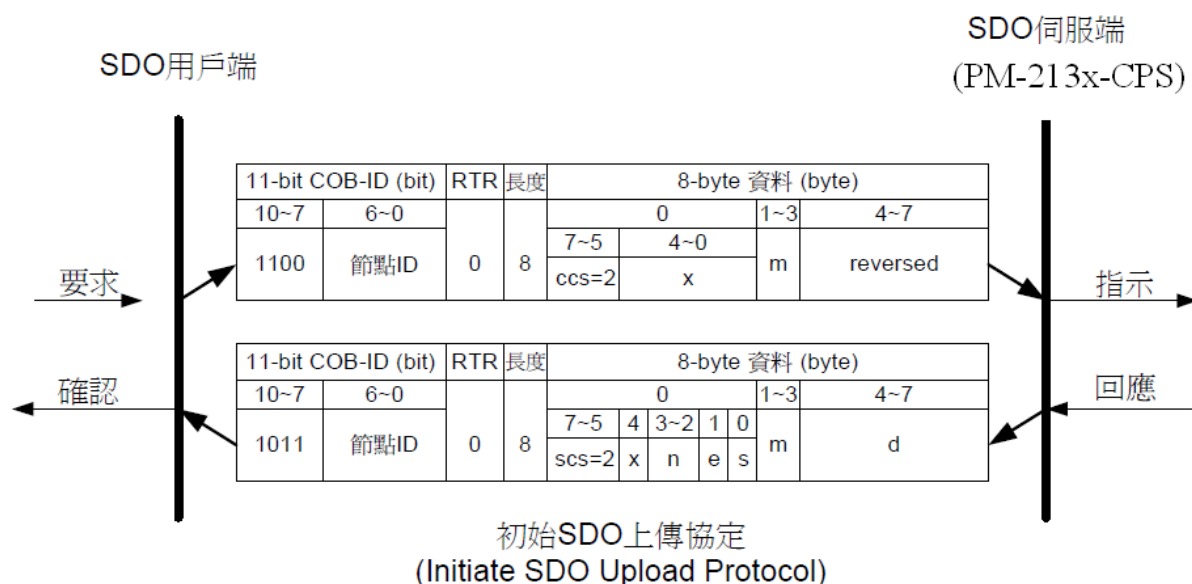 SDO用戶端
SDO伺服端
(PM-213x-CPS)
11-bit COB-ID (bit) RTR 長度 8-byte 資料 (byte)
10~7 6~0 0 1~3 4~7
7~5 4~0
1100 節點ID 0 8 ccs=2 x m reversed
要求 指示
11-bit COB-ID (bit) RTR 長度 8-byte 資料 (byte)
10~7 6~0 0 1~3 4~7
確認 回應
7~5 4 3~2 1 0
1011 節點ID 0 8 scs=2 x n e s m d
初始SDO上傳協定
(Initiate SDO Upload Protocol)